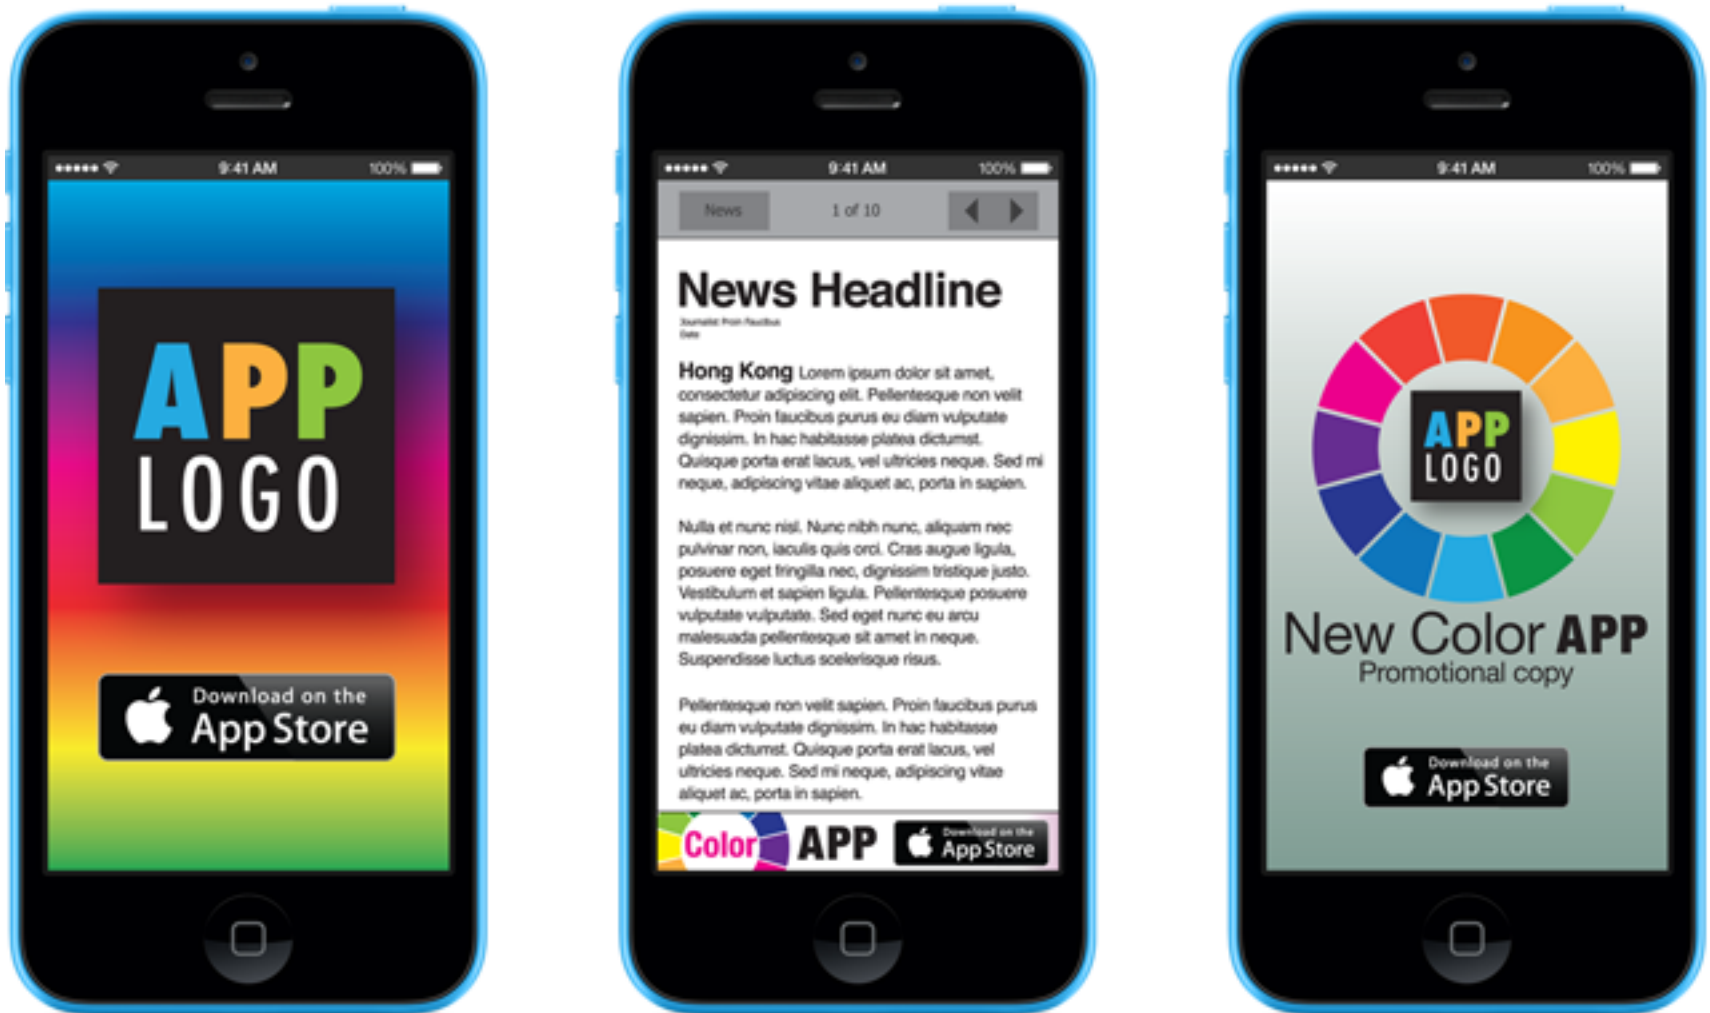 9:41 AM 100%
APP
LOGO
Download on the
App Store
9:41 AM 100%
News 1 of 10
News Headline
Journalist Proin Faucibus
Date
Hong Kong Lorem ipsum dolor sit amet,
consectetur adipiscing elit. Pellentesque non velit
sapien. Proin faucibus purus eu diam vulputate
dignissim. In hac habitasse platea dictumst.
Quisque porta erat lacus, vel ultricies neque. Sed mi
neque, adipiscing vitae aliquet ac, porta in sapien.
Nulla et nunc nisl. Nunc nibh nunc, aliquam nec
pulvinar non, iaculis quis orci. Cras augue ligula,
posuere eget fringilla nec, dignissim tristique justo.
Vestibulum et sapien ligula. Pellentesque posuere
vulputate vulputate. Sed eget nunc eu arcu
malesuada pellentesque sit amet in neque.
Suspendisse luctus scelerisque risus.
Pellentesque non velit sapien. Proin faucibus purus
eu diam vulputate dignissim. In hac habitasse
platea dictumst. Quisque porta erat lacus, vel
ultricies neque. Sed mi neque, adipiscing vitae
aliquet ac, porta in sapien.
Color APP Download on the
App Store
9:41 AM 100%
APP
LOGO
New Color APP
Promotional copy
Download on the
App Store